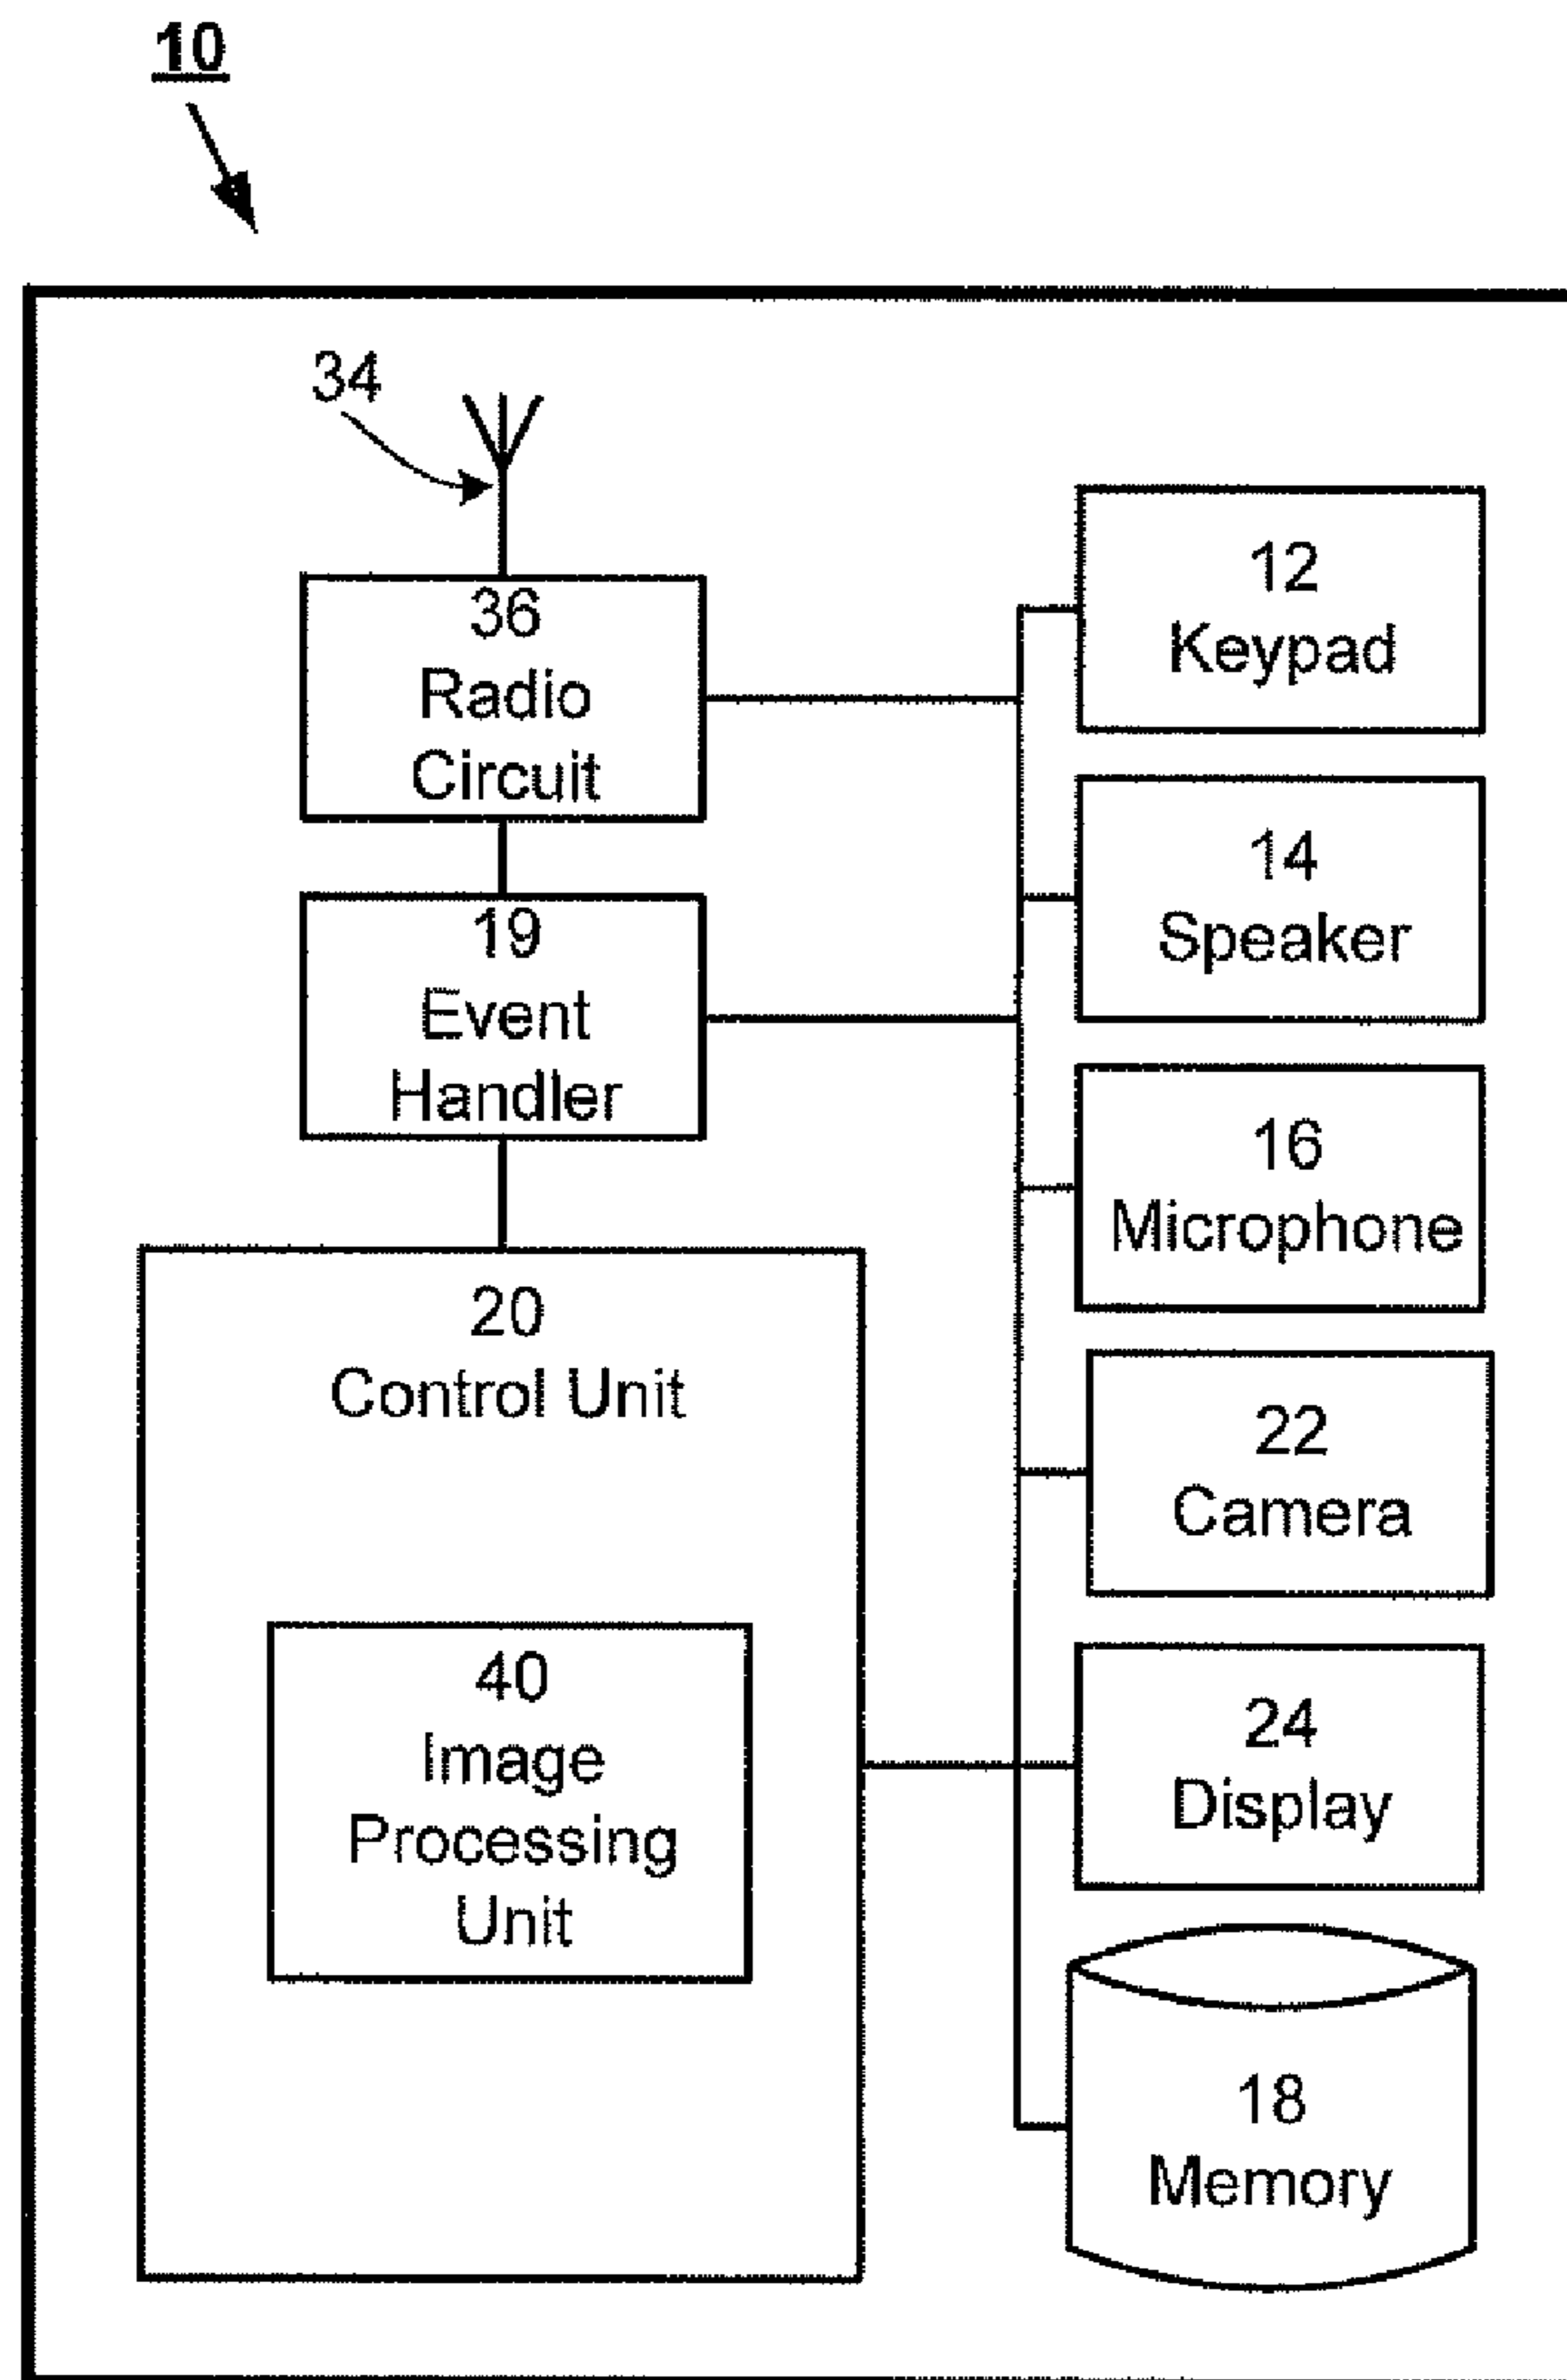 10
34
36
Radio
Circuit
19
Event
Handler
20
Control Unit
40
Image
Processing
Unit
12
Keypad
14
Speaker
16
Microphone
22
Camera
24
Display
18
Memory